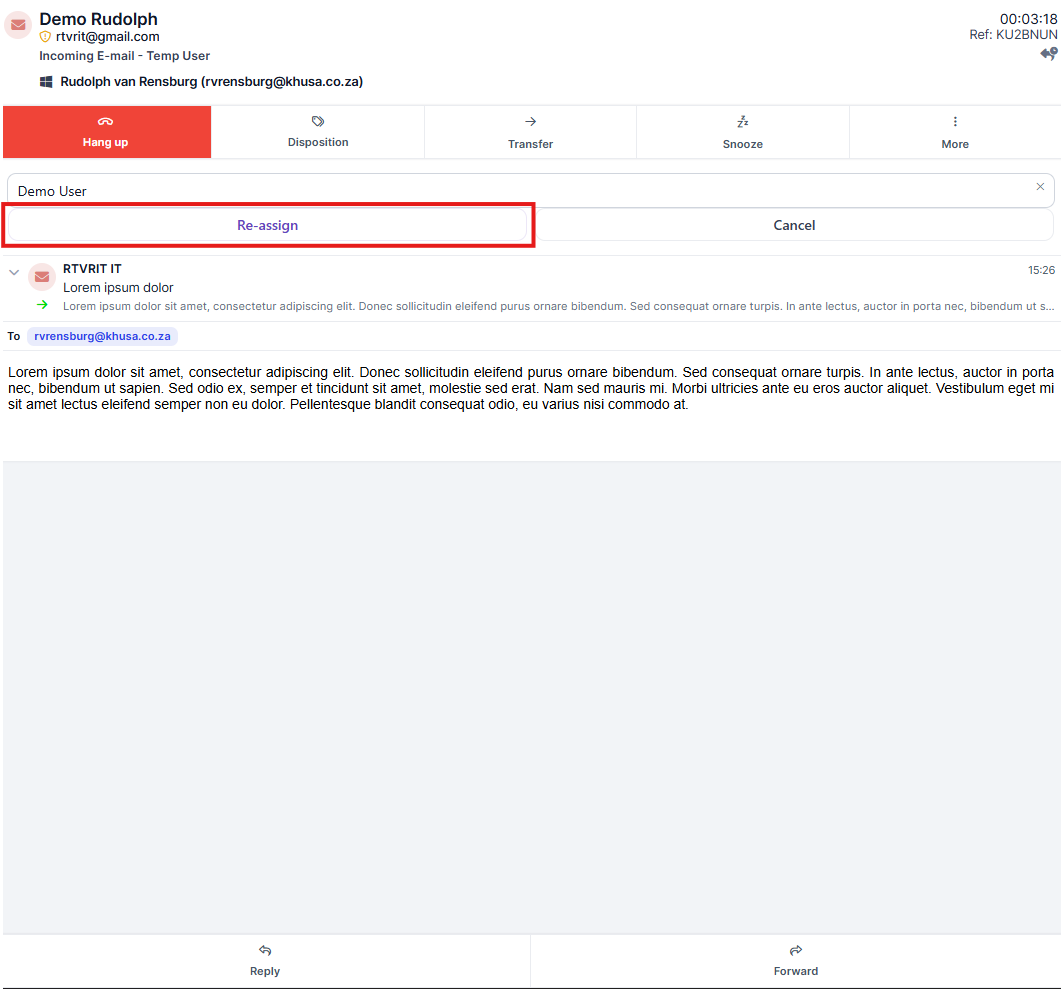 Demo Rudolph
00:03:18
rtvrit@gmail.com
Ref: KU2BNUN
Incoming E-mail - Temp User
Rudolph van Rensburg (rvrensburg@khusa.co.za)
Hang up
Disposition
Transfer
Snooze
More
Demo User
Re-assign
Cancel
RTVRIT IT
15:26
Lorem ipsum dolor
Lorem ipsum dolor sit amet, consectetur adipiscing elit. Donec sollicitudin eleifend purus ornare bibendum. Sed consequat ornare turpis. In ante lectus, auctor in porta nec, bibendum ut s...
To rvrensburg@khusa.co.za
Lorem ipsum dolor sit amet, consectetur adipiscing elit. Donec sollicitudin eleifend purus ornare bibendum. Sed consequat ornare turpis. In ante lectus, auctor in porta
nec, bibendum ut sapien. Sed odio ex, semper et tincidunt sit amet, molestie sed erat. Nam sed mauris mi. Morbi ultricies ante eu eros auctor aliquet. Vestibulum eget mi
sit amet lectus eleifend semper non eu dolor. Pellentesque blandit consequat odio, eu varius nisi commodo at.
Reply
Forward